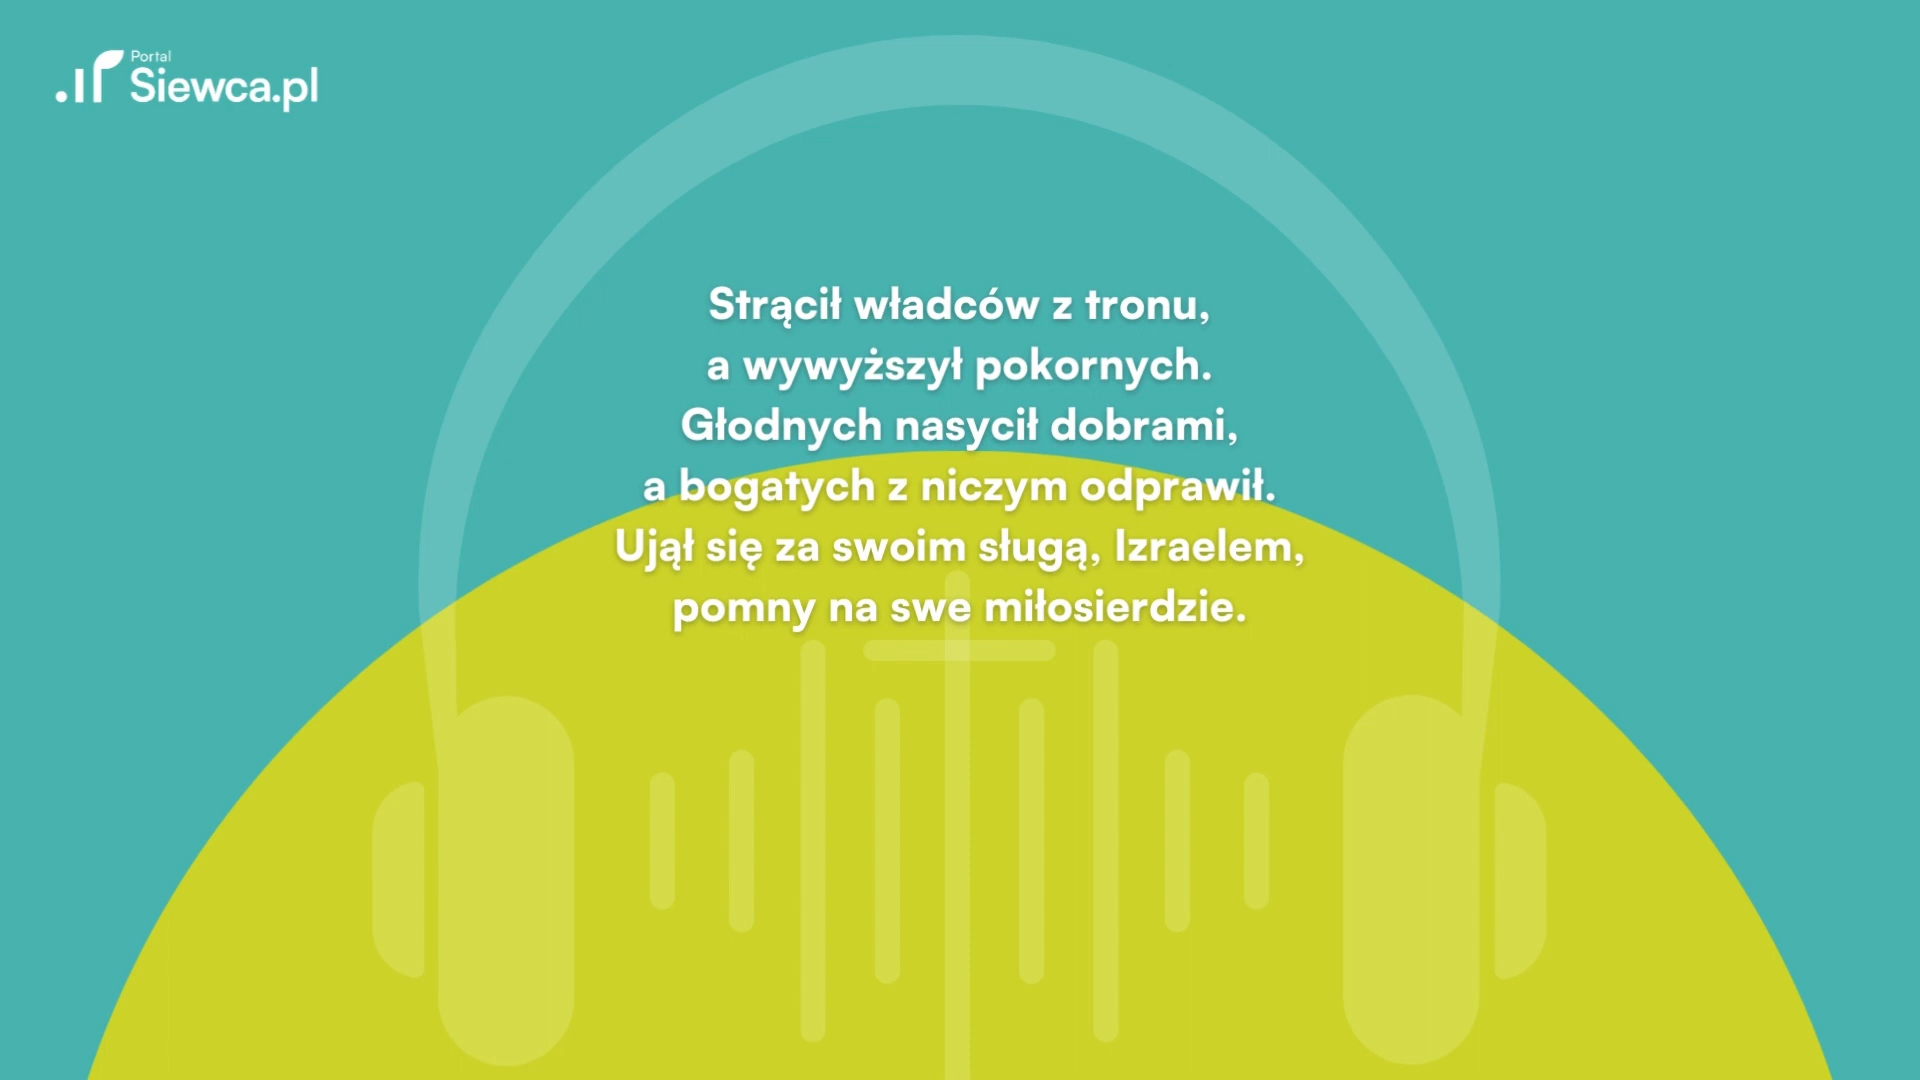 Portal
Siewca.pl
Strącił władców z tronu,
a wywyższył pokornych.
Głodnych nasycił dobrami,
a bogatych z niczym odprawił.
Ujął się za swoim sługą, Izraelem,
pomny na swe miłosierdzie.